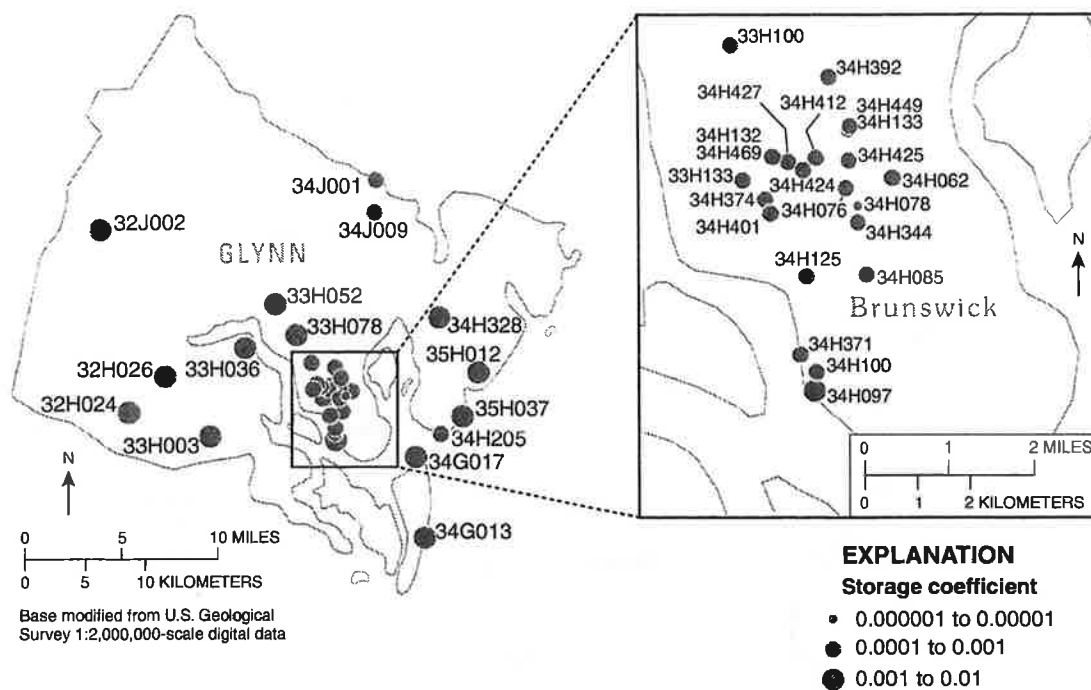 34J001
32J002
34J009
GLYNN
33H052
34H328
33H078
35H012
33H036
32H026
32H024
35H037
33H003
34H205
34G017
N
34G013
0 5 10 MILES
0 5 10 KILOMETERS
Base modified from U.S. Geological
Survey 1:2,000,000-scale digital data
33H100
34H392
34H427
34H412
34H449
34H133
34H132
34H469
34H425
33H133
34H424
34H062
34H374
34H076
34H078
34H401
34H344
34H125
34H085
N
Brunswick
34H371
34H100
34H097
0 1 2 MILES
0 1 2 KILOMETERS
EXPLANATION
Storage coefficient
0.000001 to 0.00001
0.0001 to 0.001
0.001 to 0.01